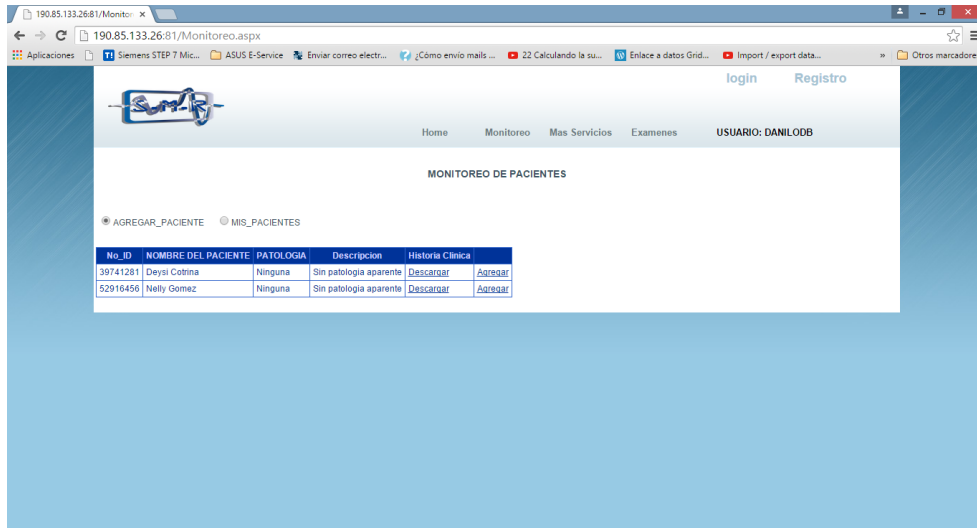 190.85.133.26:81/Monitor
190.85.133.26:81/Monitoreo.aspx
Aplicaciones Siemens STEP 7 Mic... ASUS E-Service Enviar correo electr... ¿Cómo envío mails ... 22 Calculando la su... Enlace a datos Grid... Import / export data... » Otros marcadore
login Registro
SUM-R
Home Monitoreo Mas Servicios Examenes USUARIO: DANILODB
MONITOREO DE PACIENTES
AGREGAR_PACIENTE MIS_PACIENTES
No_ID NOMBRE DEL PACIENTE PATOLOGIA Descripcion Historia Clinica
39741281 Deysi Cotrina Ninguna Sin patologia aparente Descargar Agregar
52916456 Nelly Gomez Ninguna Sin patologia aparente Descargar Agregar